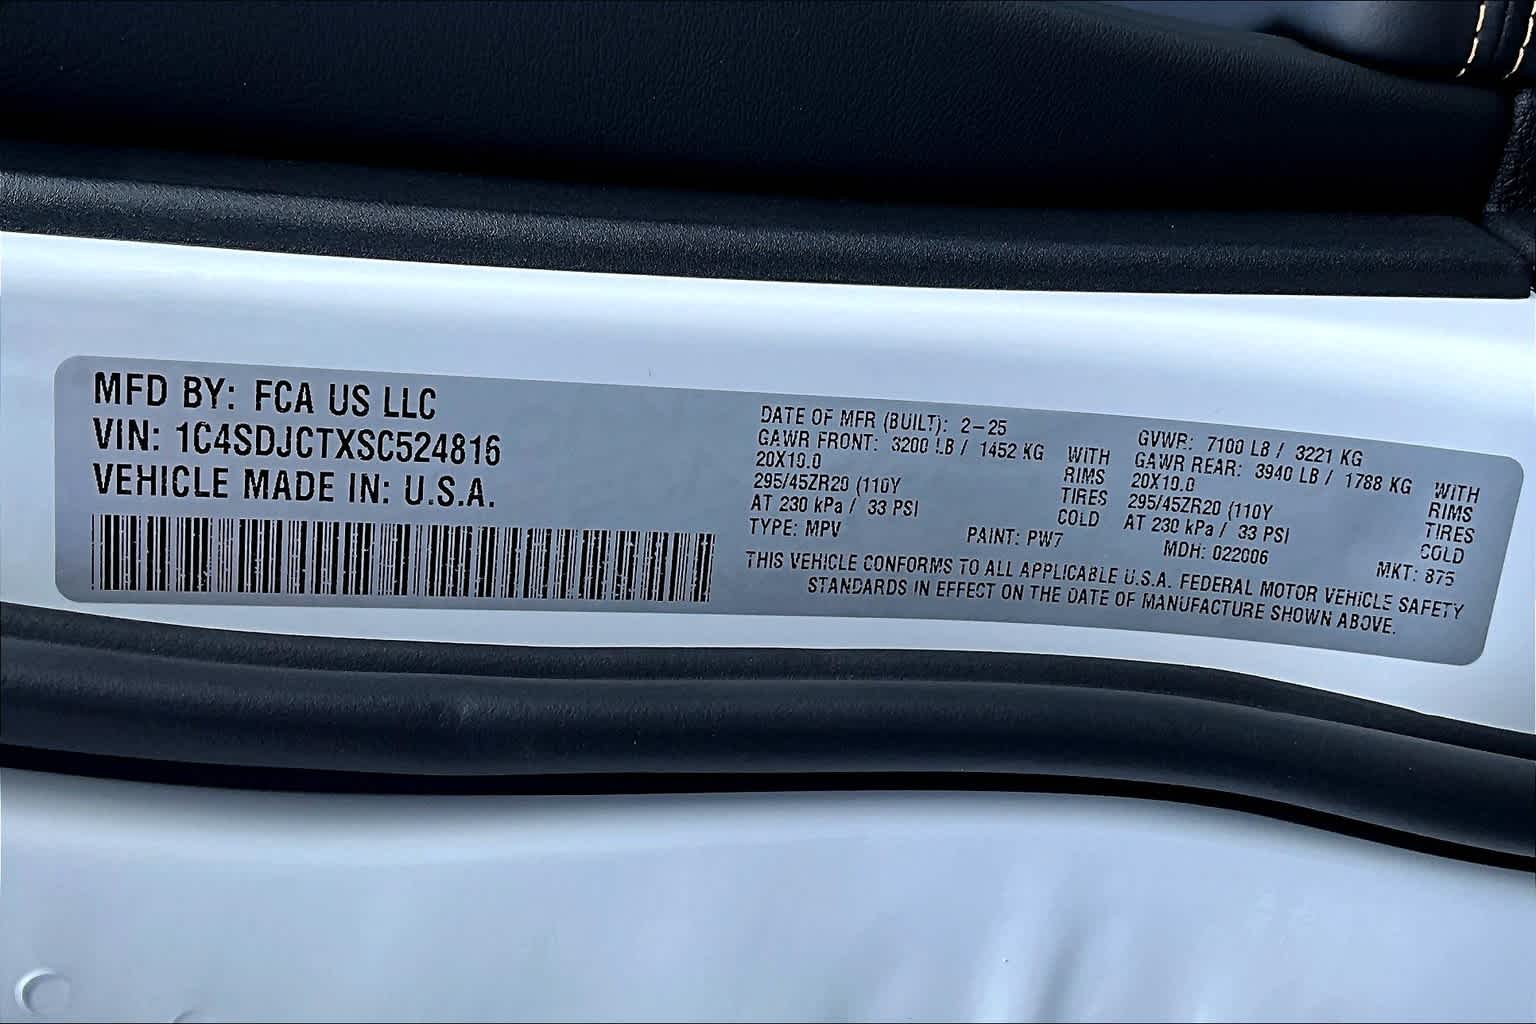 MFD BY: FCA US LLC
VIN: 1C4SDJCTXSC524816
VEHICLE MADE IN: U.S.A.
DATE OF MFR (BUILT): 2-25
GAWR FRONT: 3200 LB / 1452 KG WITH
20X10.0 RIMS
295/45ZR20 (110Y TIRES
AT 230 kPa / 33 PSI COLD
TYPE: MPV PAINT: PW7
GVWR: 7100 LB / 3221 KG
GAWR REAR: 3940 LB / 1788 KG WITH
20X10.0 RIMS
295/45ZR20 (110Y TIRES
AT 230 kPa / 33 PSI COLD
MDH: 022006 MKT: 875
THIS VEHICLE CONFORMS TO ALL APPLICABLE U.S.A. FEDERAL MOTOR VEHICLE SAFETY
STANDARDS IN EFFECT ON THE DATE OF MANUFACTURE SHOWN ABOVE.